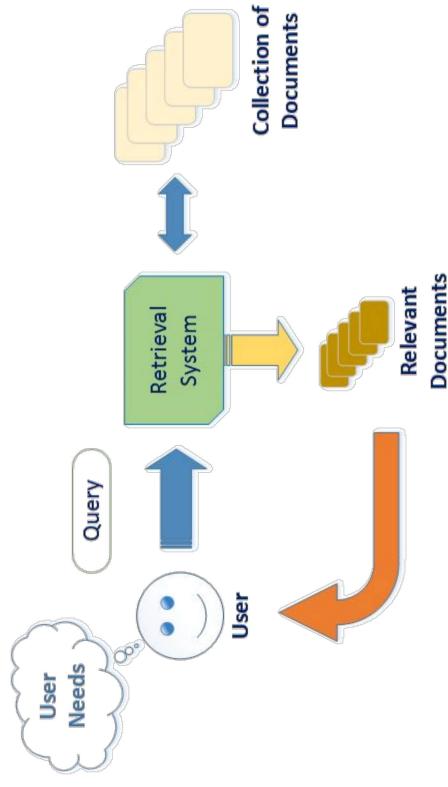 User
Needs
Query
User
Retrieval
System
Collection of
Documents
Relevant
Documents